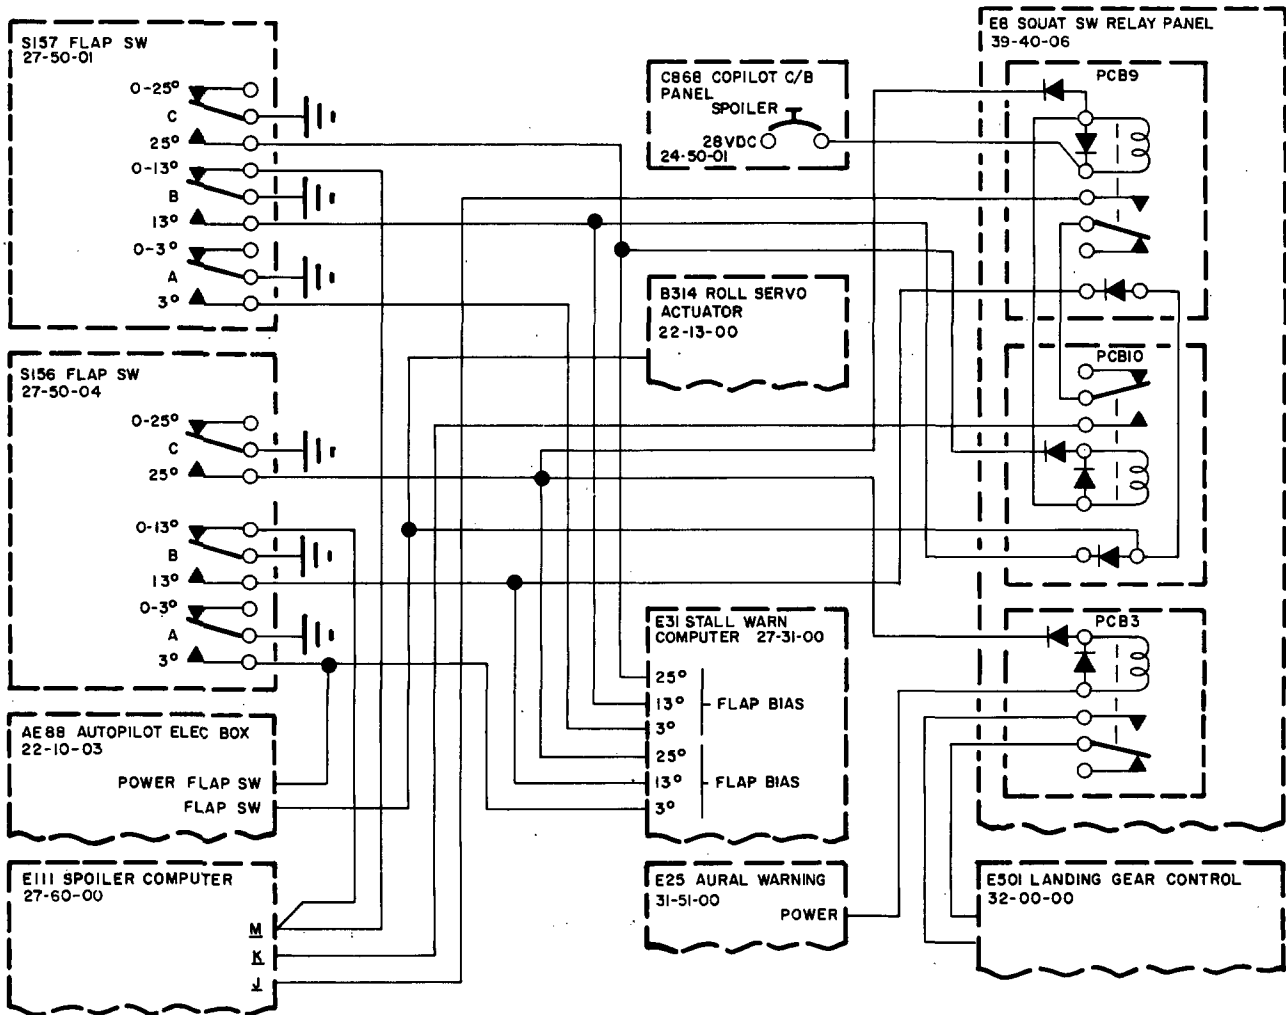 S157 FLAP SW
27-50-01
0-25°
C
25°
0-13°
B
13°
0-3°
A
3°
S156 FLAP SW
27-50-04
0-25°
C
25°
0-13°
B
13°
0-3°
A
3°
AE88 AUTOPILOT ELEC BOX
22-10-03
POWER FLAP SW
FLAP SW
E111 SPOILER COMPUTER
27-60-00
M
K
J
C868 COPILOT C/B
PANEL
SPOILER
28VDC
24-50-01
B314 ROLL SERVO
ACTUATOR
22-13-00
E31 STALL WARN
COMPUTER 27-31-00
25°
13° FLAP BIAS
3°
25°
13° FLAP BIAS
3°
E25 AURAL WARNING
31-51-00
POWER
E8 SQUAT SW RELAY PANEL
39-40-06
PCB9
PCB10
PCB3
E501 LANDING GEAR CONTROL
32-00-00